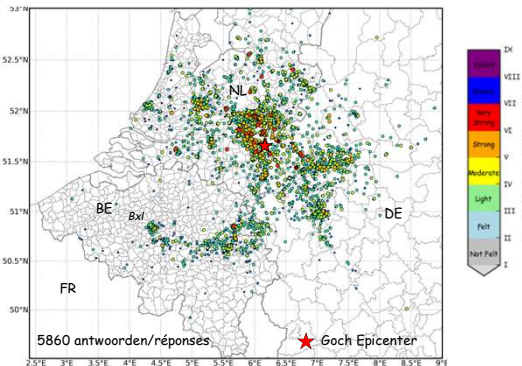 53°N
IX
52.5°N
NL
VIII
Severe
VII
52°N
Very Strong
VI
51.5°N
Strong
V
Moderate
IV
51°N
BE
Bxl
DE
Light
III
Felt
II
50.5°N
Not Felt
I
50°N
FR
5860 antwoorden/réponses
Goch Epicenter
2.5°E 3°E 3.5°E 4°E 4.5°E 5°E 5.5°E 6°E 6.5°E 7°E 7.5°E 8°E 8.5°E 9°E